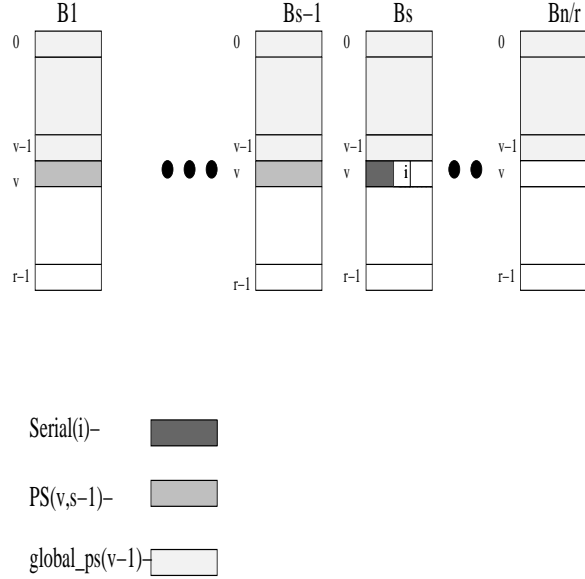 B1 Bs−1 Bs Bn/r
0 0 0 0
v−1 v−1 v−1 v−1
v v v i v
r−1 r−1 r−1 r−1
Serial(i)−
PS(v,s−1)−
global_ps(v−1)−